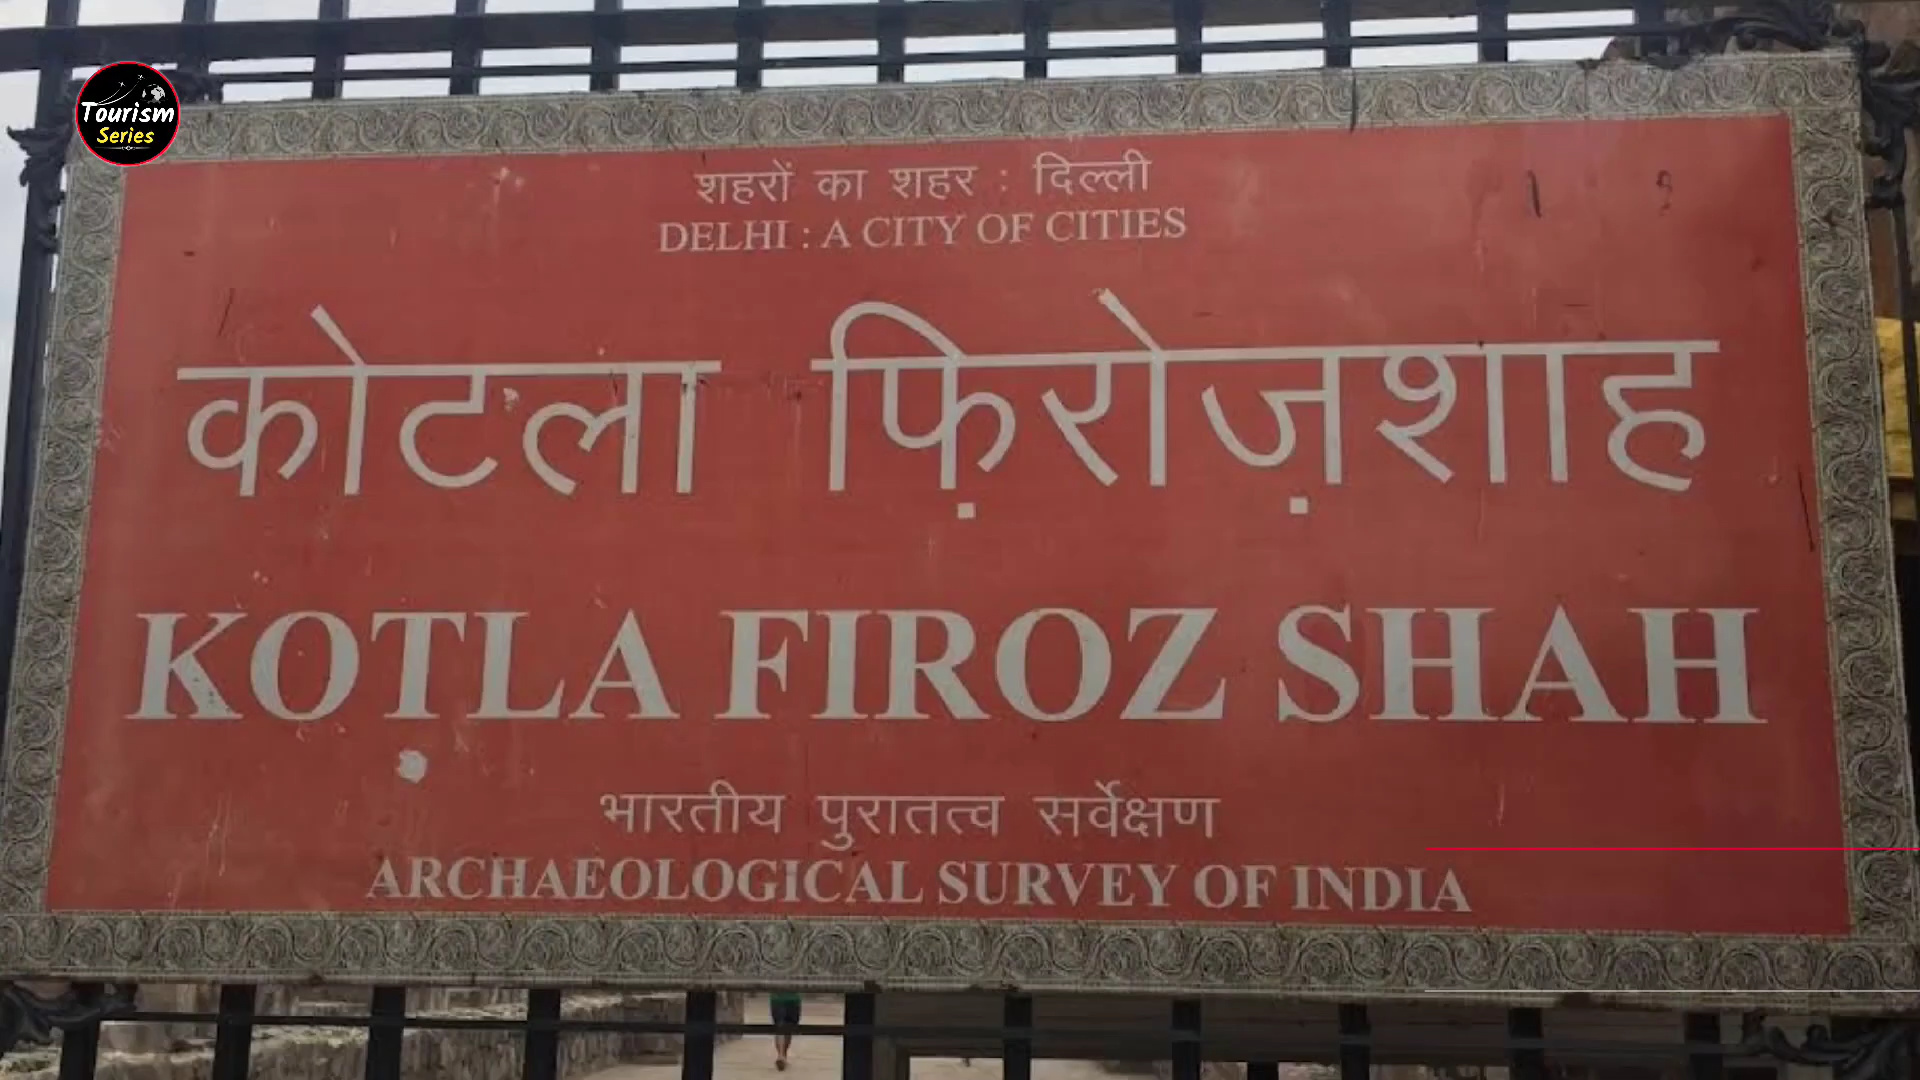 Tourism
Series
शहरों का शहर : दिल्ली
DELHI : A CITY OF CITIES
कोटला फ़िरोज़शाह
KOṬLA FIROZ SHAH
भारतीय पुरातत्व सर्वेक्षण
ARCHAEOLOGICAL SURVEY OF INDIA